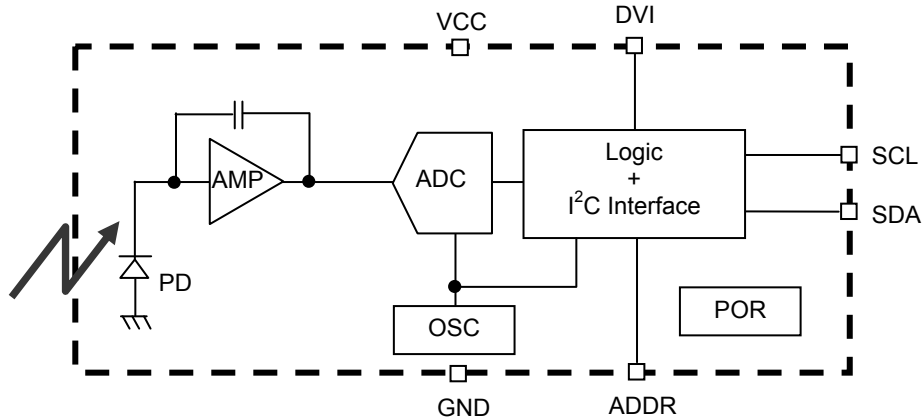 VCC
DVI
AMP
ADC
Logic
+
I²C Interface
SCL
SDA
PD
OSC
POR
GND
ADDR